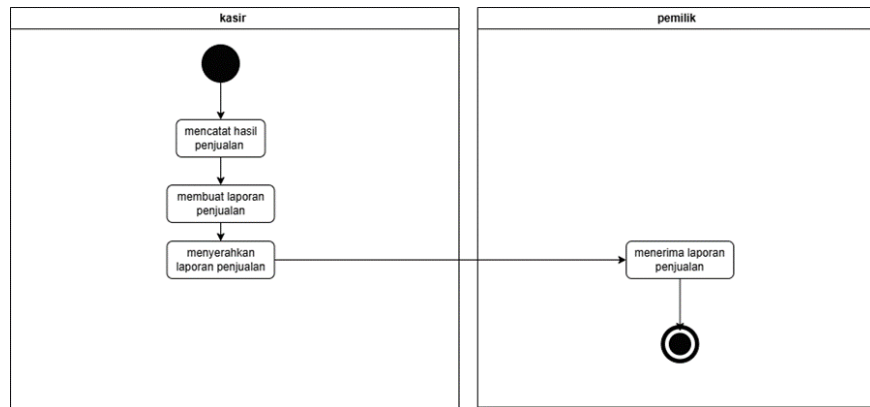 kasir
pemilik
mencatat hasil
penjualan
membuat laporan
penjualan
menyerahkan
laporan penjualan
menerima laporan
penjualan